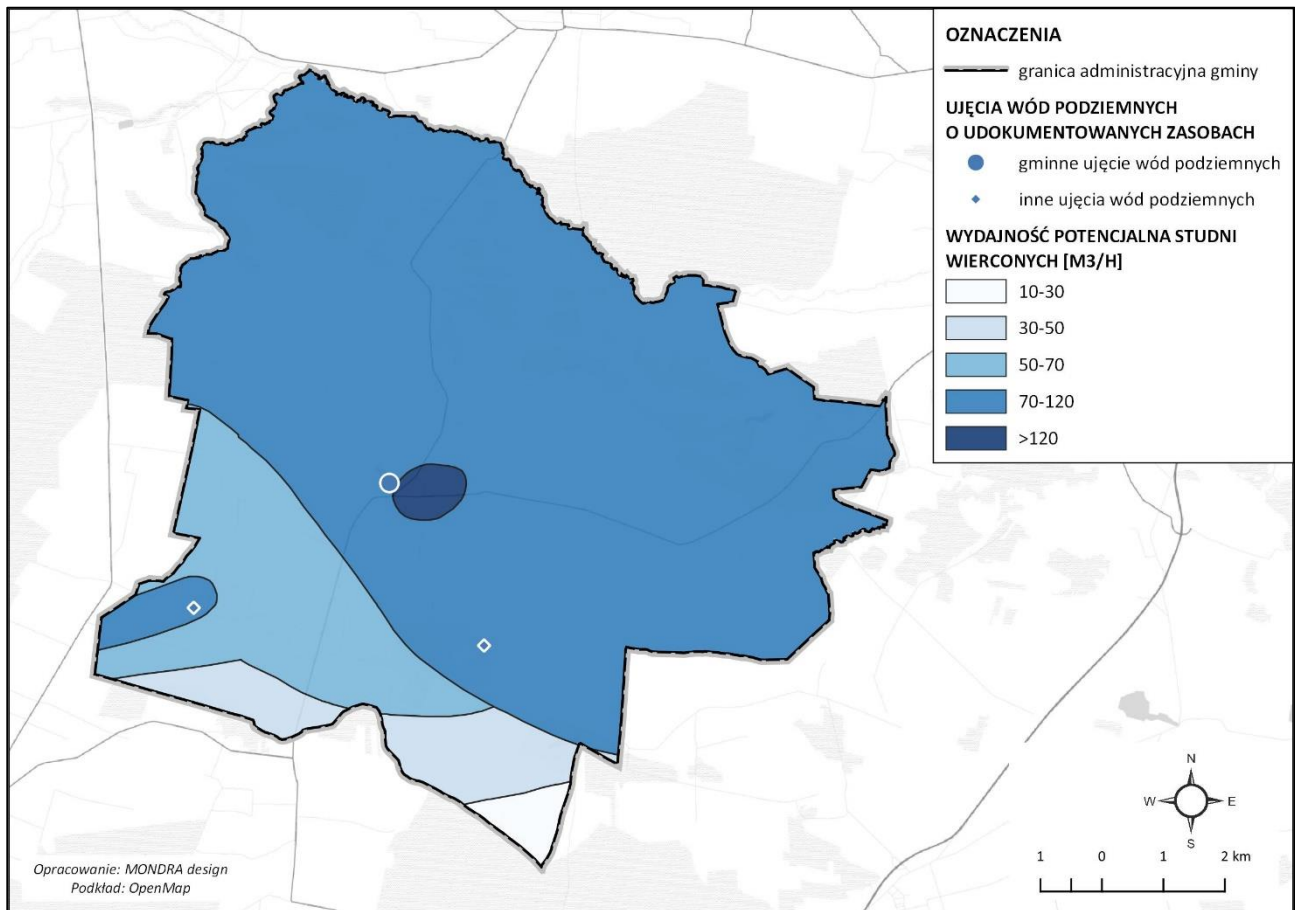 OZNACZENIA
granica administracyjna gminy
UJĘCIA WÓD PODZIEMNYCH
O UDOKUMENTOWANYCH ZASOBACH
gminne ujęcie wód podziemnych
inne ujęcia wód podziemnych
WYDAJNOŚĆ POTENCJALNA STUDNI
WIERCONYCH [M3/H]
10-30
30-50
50-70
70-120
>120
N
W E
S
1 0 1 2 km
Opracowanie: MONDRA design
Podkład: OpenMap